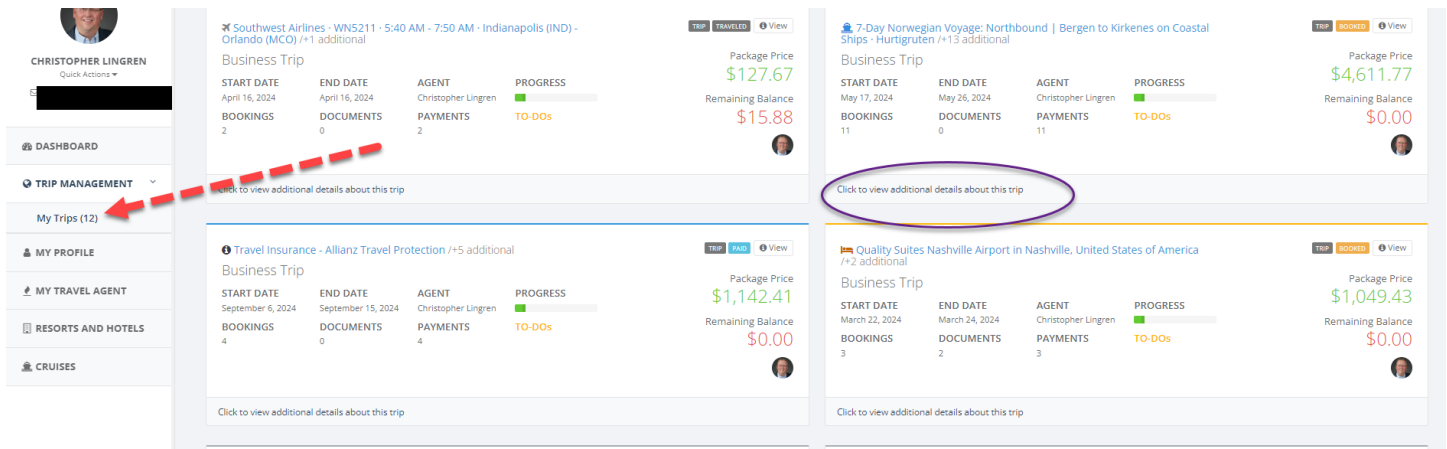 CHRISTOPHER LINGREN
Quick Actions
DASHBOARD
TRIP MANAGEMENT
My Trips (12)
MY PROFILE
MY TRAVEL AGENT
RESORTS AND HOTELS
CRUISES
Southwest Airlines · WN5211 · 5:40 AM - 7:50 AM · Indianapolis (IND) -
Orlando (MCO) /+1 additional
TRIP TRAVELED View
Business Trip
Package Price
$127.67
START DATE END DATE AGENT PROGRESS
April 16, 2024 April 16, 2024 Christopher Lingren
Remaining Balance
$15.88
BOOKINGS DOCUMENTS PAYMENTS TO-DOs
2 0 2
Click to view additional details about this trip
7-Day Norwegian Voyage: Northbound | Bergen to Kirkenes on Coastal
Ships · Hurtigruten /+13 additional
TRIP BOOKED View
Business Trip
Package Price
$4,611.77
START DATE END DATE AGENT PROGRESS
May 17, 2024 May 26, 2024 Christopher Lingren
Remaining Balance
$0.00
BOOKINGS DOCUMENTS PAYMENTS TO-DOs
11 0 11
Click to view additional details about this trip
Travel Insurance - Allianz Travel Protection /+5 additional
TRIP PAID View
Business Trip
Package Price
$1,142.41
START DATE END DATE AGENT PROGRESS
September 6, 2024 September 15, 2024 Christopher Lingren
Remaining Balance
$0.00
BOOKINGS DOCUMENTS PAYMENTS TO-DOs
4 0 4
Click to view additional details about this trip
Quality Suites Nashville Airport in Nashville, United States of America
/+2 additional
TRIP BOOKED View
Business Trip
Package Price
$1,049.43
START DATE END DATE AGENT PROGRESS
March 22, 2024 March 24, 2024 Christopher Lingren
Remaining Balance
$0.00
BOOKINGS DOCUMENTS PAYMENTS TO-DOs
3 2 3
Click to view additional details about this trip